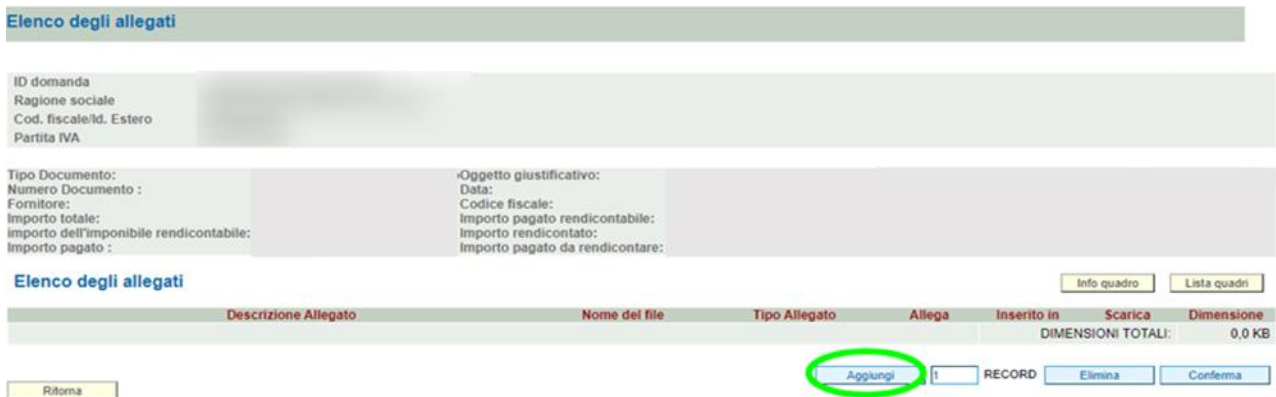 Elenco degli allegati
ID domanda
Ragione sociale
Cod. fiscale/Id. Estero
Partita IVA
Tipo Documento: Oggetto giustificativo:
Numero Documento : Data:
Fornitore: Codice fiscale:
Importo totale: Importo pagato rendicontabile:
importo dell'imponibile rendicontabile: Importo rendicontato:
Importo pagato : Importo pagato da rendicontare:
Elenco degli allegati Info quadro Lista quadri
Descrizione Allegato Nome del file Tipo Allegato Allega Inserito in Scarica Dimensione
DIMENSIONI TOTALI: 0,0 KB
Aggiungi 1 RECORD Elimina Conferma
Ritorna